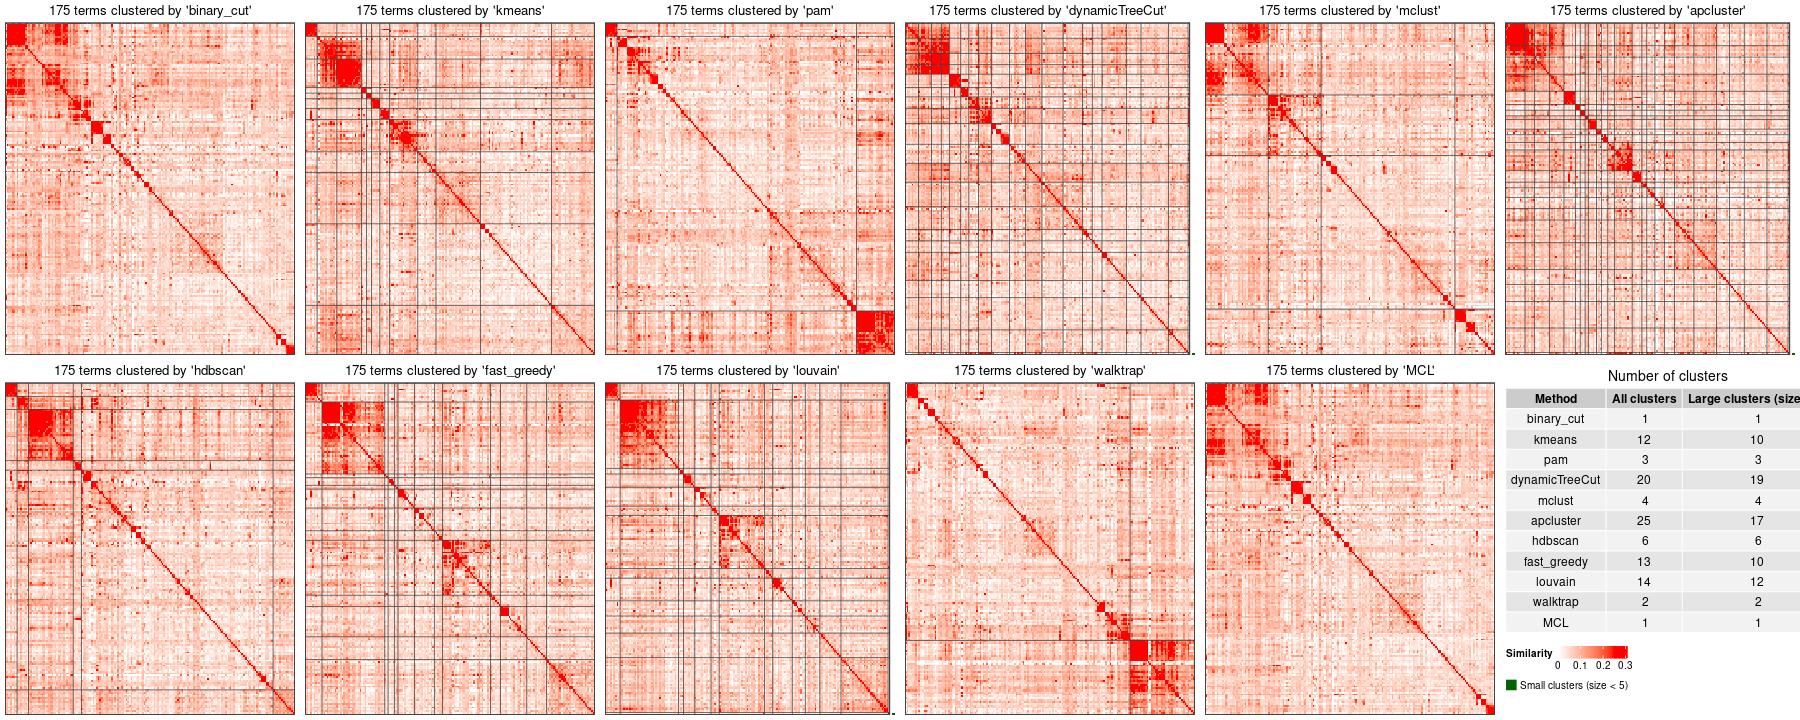 175 terms clustered by 'binary_cut'
175 terms clustered by 'kmeans'
175 terms clustered by 'pam'
175 terms clustered by 'dynamicTreeCut'
175 terms clustered by 'mclust'
175 terms clustered by 'apcluster'
175 terms clustered by 'hdbscan'
175 terms clustered by 'fast_greedy'
175 terms clustered by 'louvain'
175 terms clustered by 'walktrap'
175 terms clustered by 'MCL'
Number of clusters
Method All clusters Large clusters (size
binary_cut 1 1
kmeans 12 10
pam 3 3
dynamicTreeCut 20 19
mclust 4 4
apcluster 25 17
hdbscan 6 6
fast_greedy 13 10
louvain 14 12
walktrap 2 2
MCL 1 1
Similarity
0 0.1 0.2 0.3
Small clusters (size < 5)